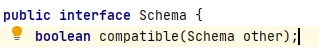 public interface Schema {
boolean compatible(Schema other);